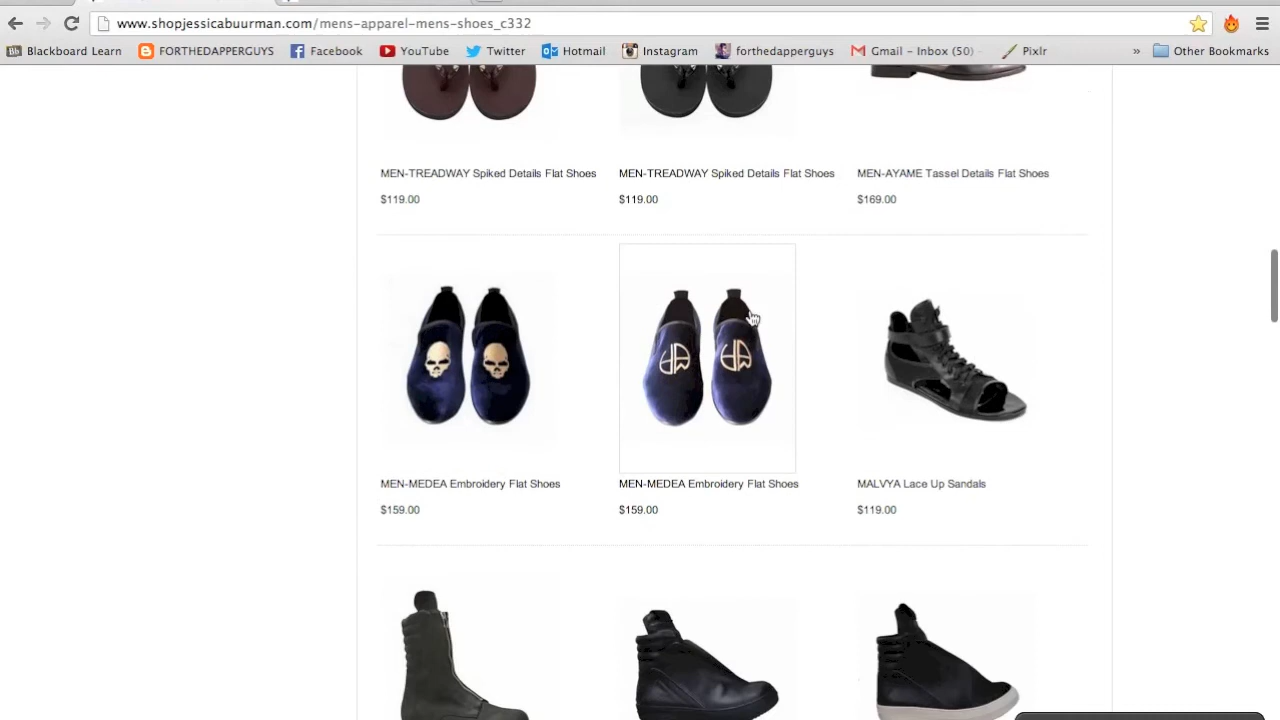 www.shopjessicabuurman.com/mens-apparel-mens-shoes_c332
Bb Blackboard Learn FORTHEDAPPERGUYS Facebook YouTube Twitter Hotmail Instagram forthedapperguys Gmail - Inbox (50) Pixlr » Other Bookmarks
MEN-TREADWAY Spiked Details Flat Shoes MEN-TREADWAY Spiked Details Flat Shoes MEN-AYAME Tassel Details Flat Shoes
$119.00 $119.00 $169.00
MEN-MEDEA Embroidery Flat Shoes MEN-MEDEA Embroidery Flat Shoes MALVYA Lace Up Sandals
$159.00 $159.00 $119.00